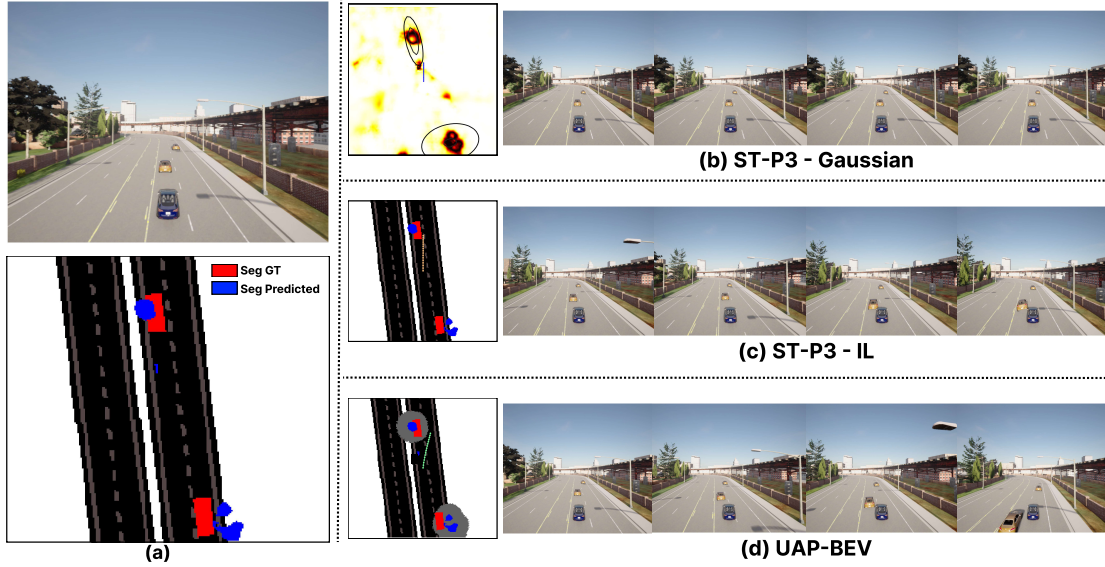 Seg GT
Seg Predicted
(a)
(b) ST-P3 - Gaussian
(c) ST-P3 - IL
(d) UAP-BEV